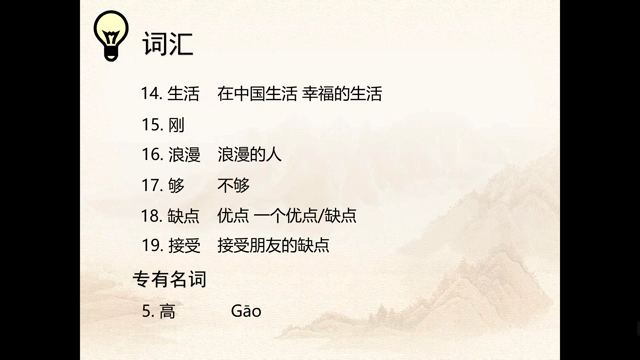 词汇
14. 生活 在中国生活 幸福的生活
15. 刚
16. 浪漫 浪漫的人
17. 够 不够
18. 缺点 优点 一个优点/缺点
19. 接受 接受朋友的缺点
专有名词
5. 高 Gāo